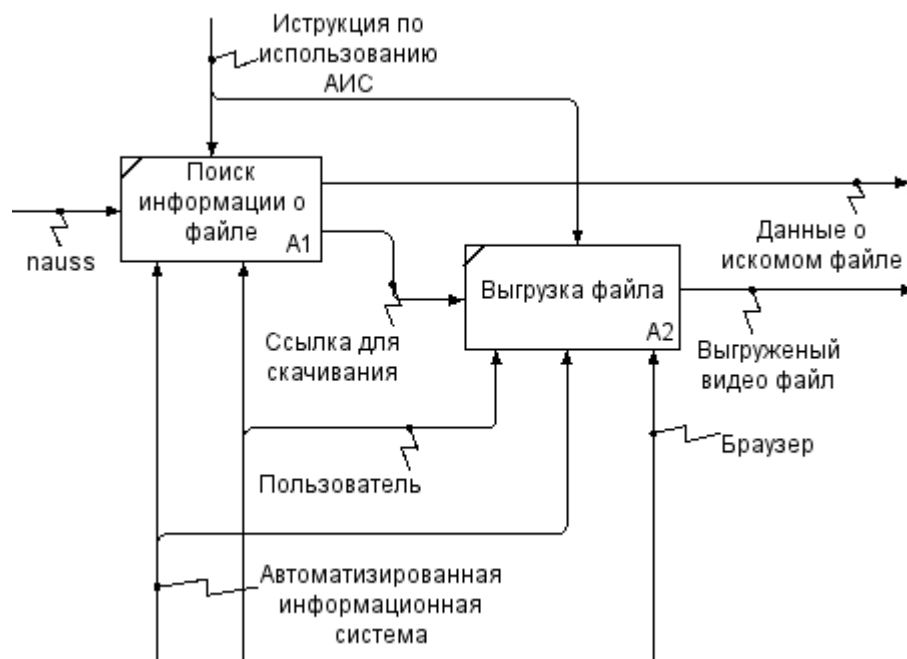 Иструкция по
использованию
АИС
Поиск
информации о
файле
A1
nauss
Данные о
искомом файле
Выгрузка файла
A2
Ссылка для
скачивания
Выгруженый
видео файл
Браузер
Пользователь
Автоматизированная
информационная
система